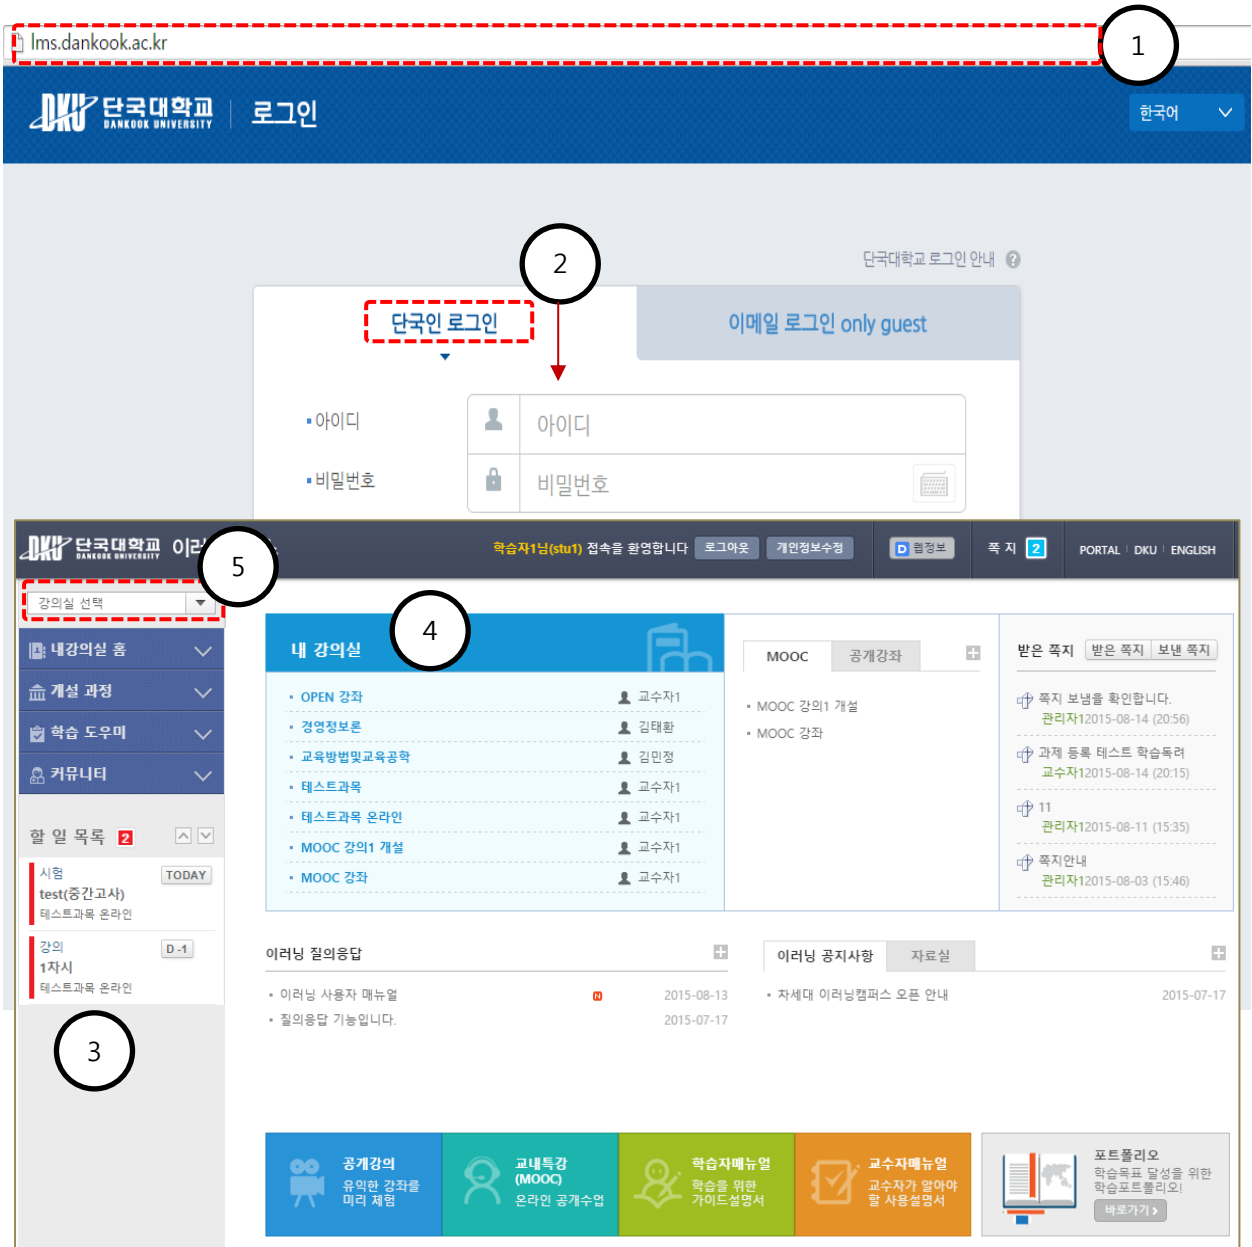 lms.dankook.ac.kr
1
DKU 단국대학교 DANKOOK UNIVERSITY 로그인
한국어
2
단국대학교 로그인 안내 ?
단국인 로그인
이메일 로그인 only guest
아이디
아이디
비밀번호
비밀번호
DKU 단국대학교 DANKOOK UNIVERSITY
5
학습자1님(stu1) 접속을 환영합니다
로그아웃
개인정보수정
D 웹정보
쪽지 2
PORTAL DKU ENGLISH
강의실 선택
내강의실 홈
개설 과정
학습 도우미
커뮤니티
할 일 목록 2
시험 TODAY
test(중간고사)
테스트과목 온라인
강의 D -1
1차시
테스트과목 온라인
3
내 강의실
4
OPEN 강좌 교수자1
경영정보론 김태환
교육방법및교육공학 김민정
테스트과목 교수자1
테스트과목 온라인 교수자1
MOOC 강의1 개설 교수자1
MOOC 강좌 교수자1
MOOC 공개강좌
MOOC 강의1 개설
MOOC 강좌
받은 쪽지 받은 쪽지 보낸 쪽지
쪽지 보냄을 확인합니다.
관리자12015-08-14 (20:56)
과제 등록 테스트 학습독려
교수자12015-08-14 (20:15)
11
관리자12015-08-11 (15:35)
쪽지안내
관리자12015-08-03 (15:46)
이러닝 질의응답
이러닝 사용자 매뉴얼 N 2015-08-13
질의응답 기능입니다. 2015-07-17
이러닝 공지사항 자료실
차세대 이러닝캠퍼스 오픈 안내 2015-07-17
공개강의
유익한 강좌를
미리 체험
교내특강
(MOOC)
온라인 공개수업
학습자매뉴얼
학습을 위한
가이드설명서
교수자매뉴얼
교수자가 알아야
할 사용설명서
포트폴리오
학습목표 달성을 위한
학습포트폴리오!
바로가기 >